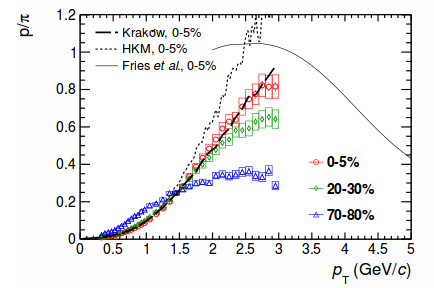 p/π
1.2
1
0.8
0.6
0.4
0.2
0
Kraków, 0-5%
HKM, 0-5%
Fries et al., 0-5%
0-5%
20-30%
70-80%
0 0.5 1 1.5 2 2.5 3 3.5 4 4.5 5
p_T (GeV/c)